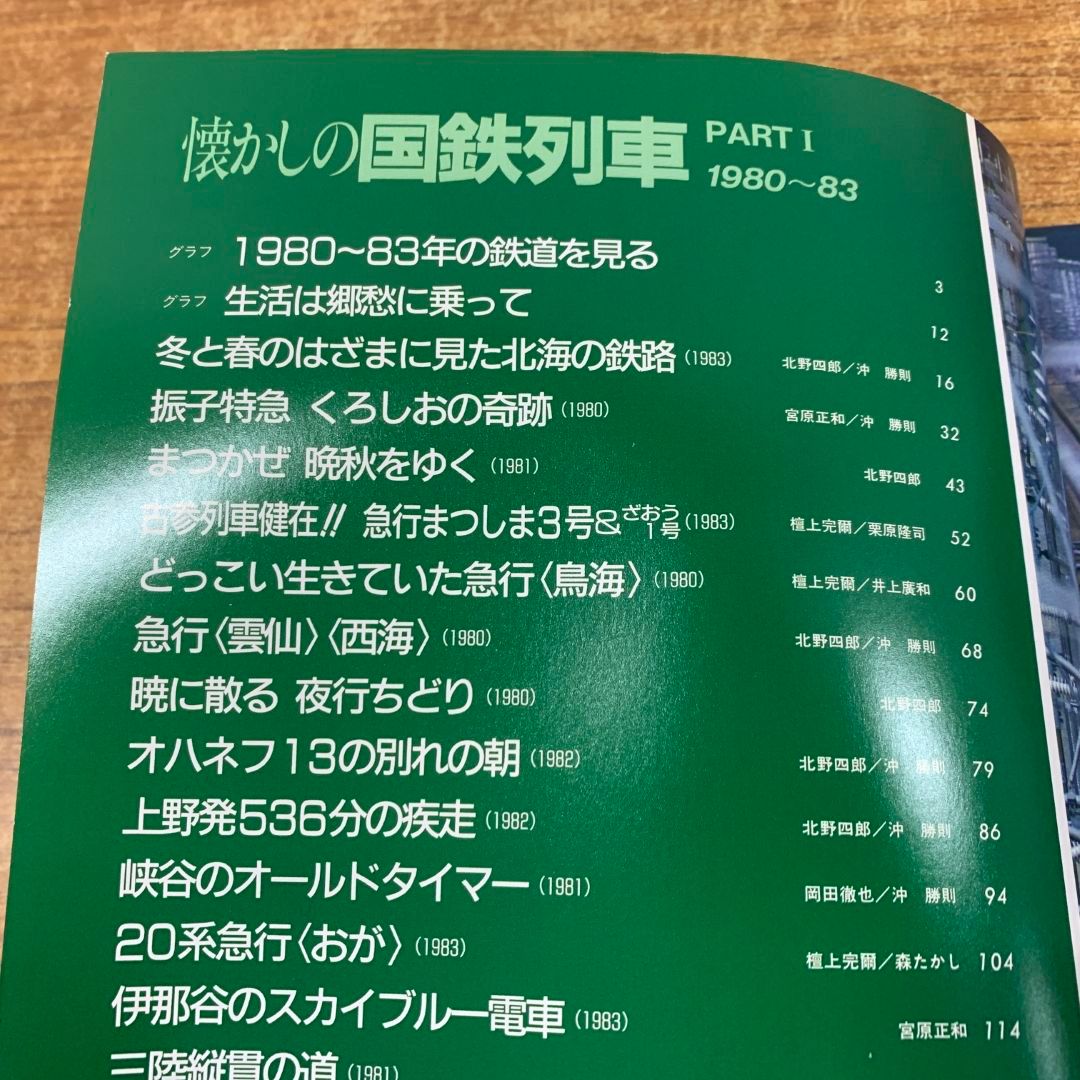 懐かしの国鉄列車 PART I 1980〜83
グラフ 1980〜83年の鉄道を見る 3
グラフ 生活は郷愁に乗って 12
冬と春のはざまに見た北海の鉄路 (1983) 北野四郎/沖 勝則 16
振子特急 くろしおの奇跡 (1980) 宮原正和/沖 勝則 32
まつかぜ 晩秋をゆく (1981) 北野四郎 43
古参列車健在!! 急行まつしま3号&ざおう1号 (1983) 檀上完爾/栗原隆司 52
どっこい生きていた急行〈鳥海〉 (1980) 檀上完爾/井上廣和 60
急行〈雲仙〉〈西海〉 (1980) 北野四郎/沖 勝則 68
暁に散る 夜行ちどり (1980) 北野四郎 74
オハネフ13の別れの朝 (1982) 北野四郎/沖 勝則 79
上野発536分の疾走 (1982) 北野四郎/沖 勝則 86
峡谷のオールドタイマー (1981) 岡田徹也/沖 勝則 94
20系急行〈おが〉 (1983) 檀上完爾/森たかし 104
伊那谷のスカイブルー電車 (1983) 宮原正和 114
三陸縦貫の道 (1981)